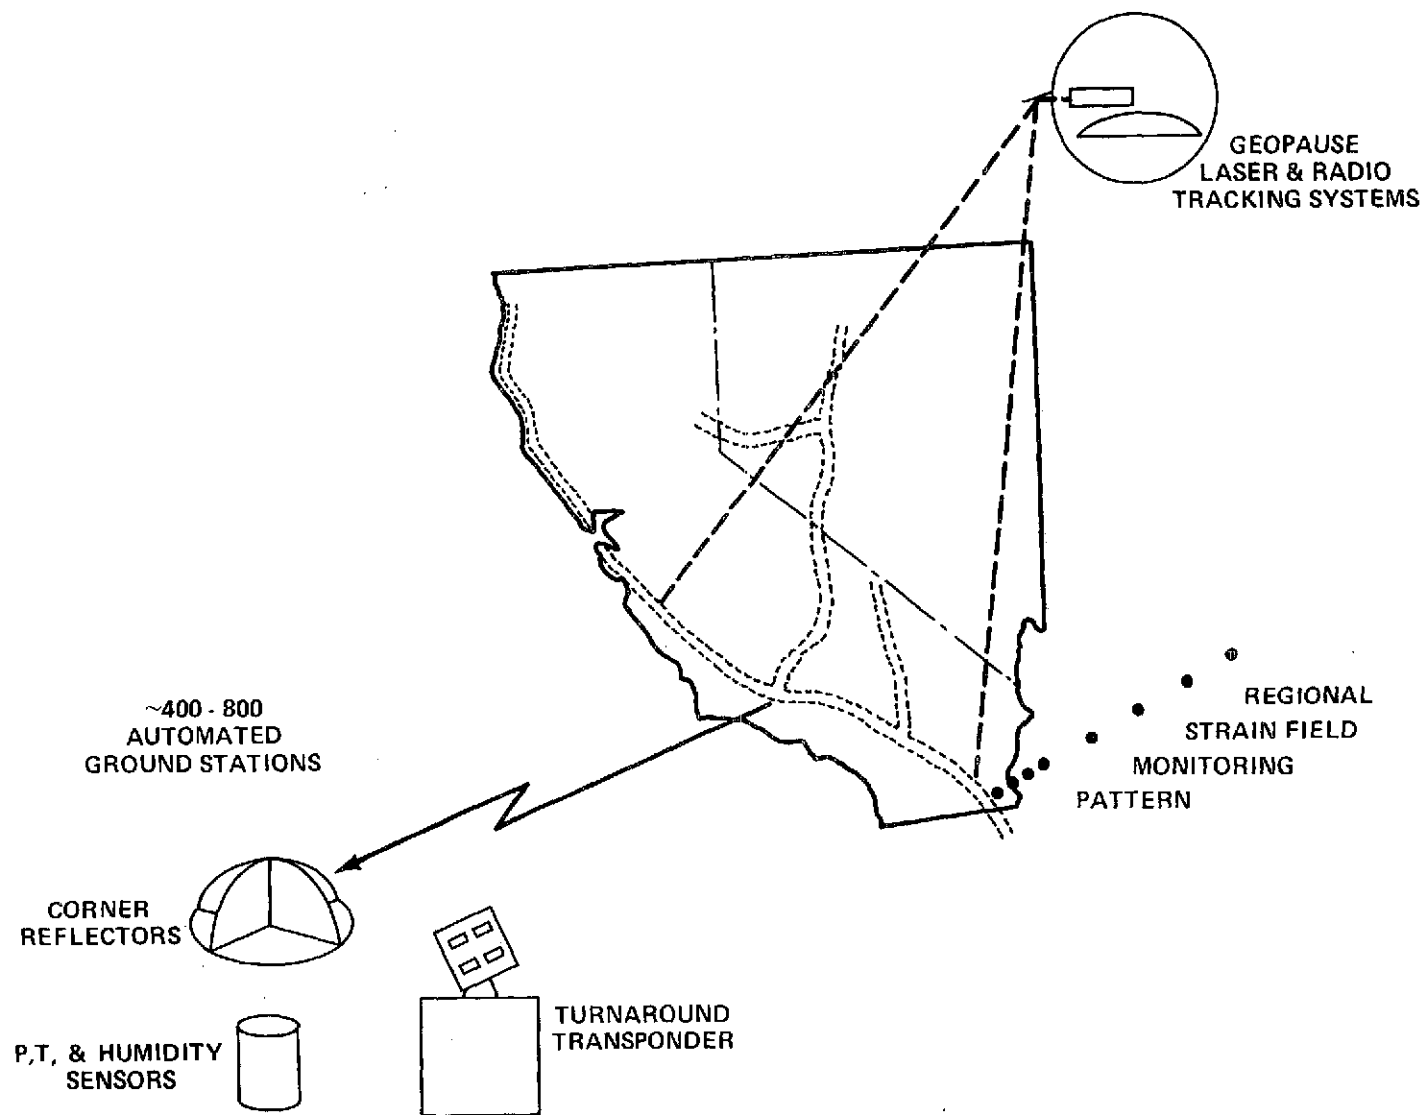 GEOPAUSE
LASER & RADIO
TRACKING SYSTEMS
REGIONAL
STRAIN FIELD
MONITORING
PATTERN
~400 - 800
AUTOMATED
GROUND STATIONS
CORNER
REFLECTORS
TURNAROUND
TRANSPONDER
P,T, & HUMIDITY
SENSORS